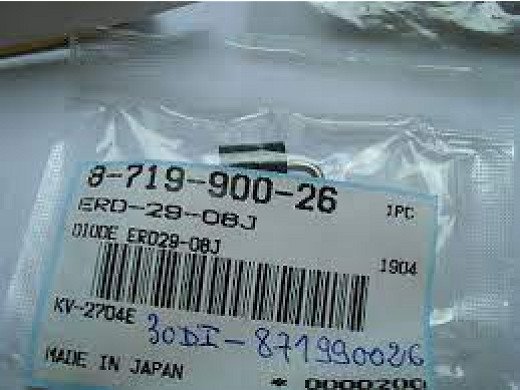 8-719-900-26
1PC
ERD-29-08J
DIODE ERD29-08J
1904
KV-2704E
30DI-871990026
MADE IN JAPAN
* 0000200